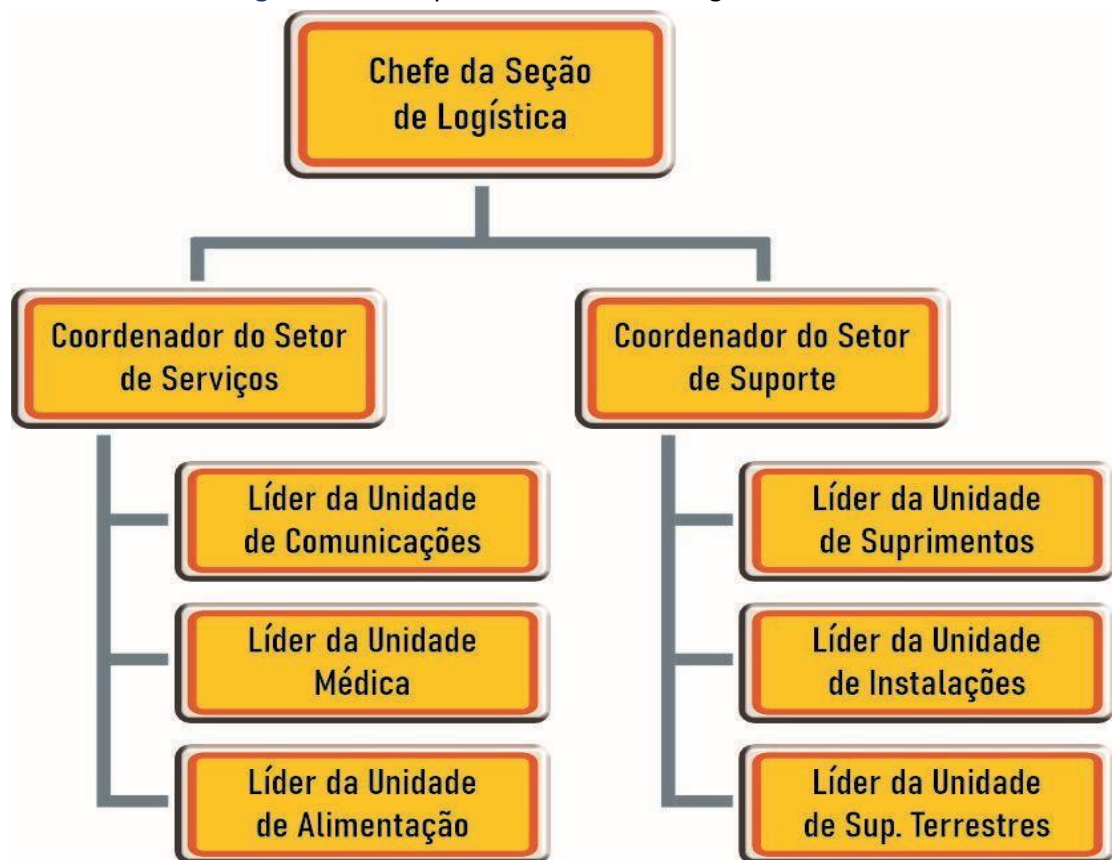 Chefe da Seção
de Logística
Coordenador do Setor
de Serviços
Coordenador do Setor
de Suporte
Líder da Unidade
de Comunicações
Líder da Unidade
de Suprimentos
Líder da Unidade
Médica
Líder da Unidade
de Instalações
Líder da Unidade
de Alimentação
Líder da Unidade
de Sup. Terrestres